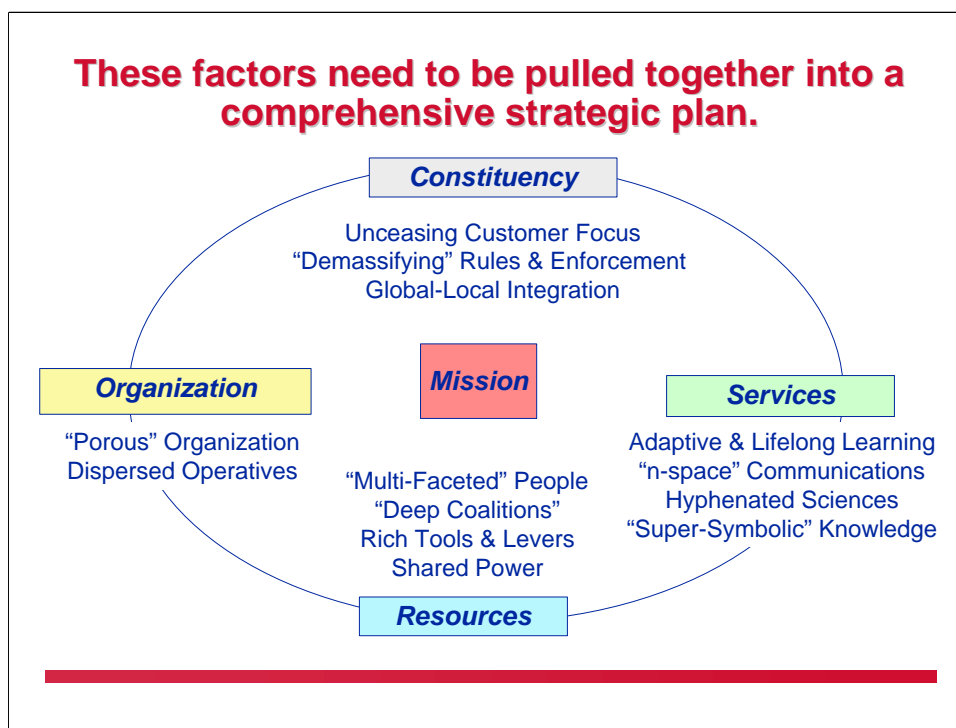 These factors need to be pulled together into a
comprehensive strategic plan.
Constituency
Unceasing Customer Focus
“Demassifying” Rules & Enforcement
Global-Local Integration
Organization
“Porous” Organization
Dispersed Operatives
Mission
Services
Adaptive & Lifelong Learning
“n-space” Communications
Hyphenated Sciences
“Super-Symbolic” Knowledge
“Multi-Faceted” People
“Deep Coalitions”
Rich Tools & Levers
Shared Power
Resources